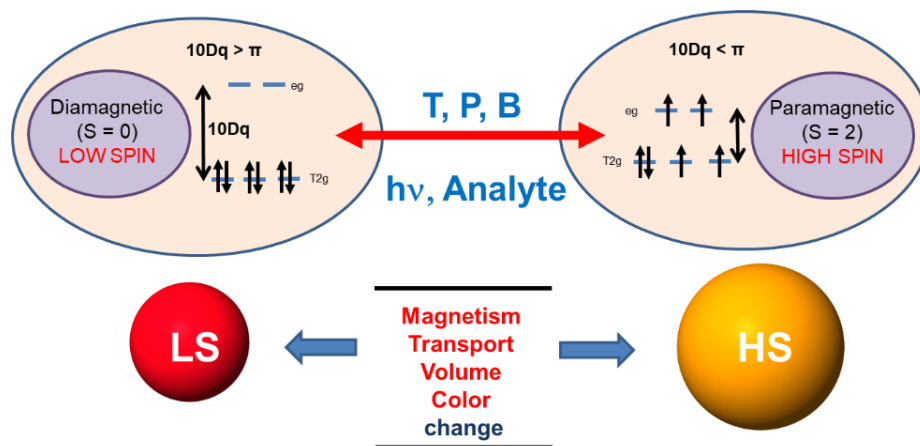 10Dq > π
eg
Diamagnetic
(S = 0)
LOW SPIN
10Dq
T2g
T, P, B
hν, Analyte
10Dq < π
eg
T2g
Paramagnetic
(S = 2)
HIGH SPIN
LS
Magnetism
Transport
Volume
Color
change
HS